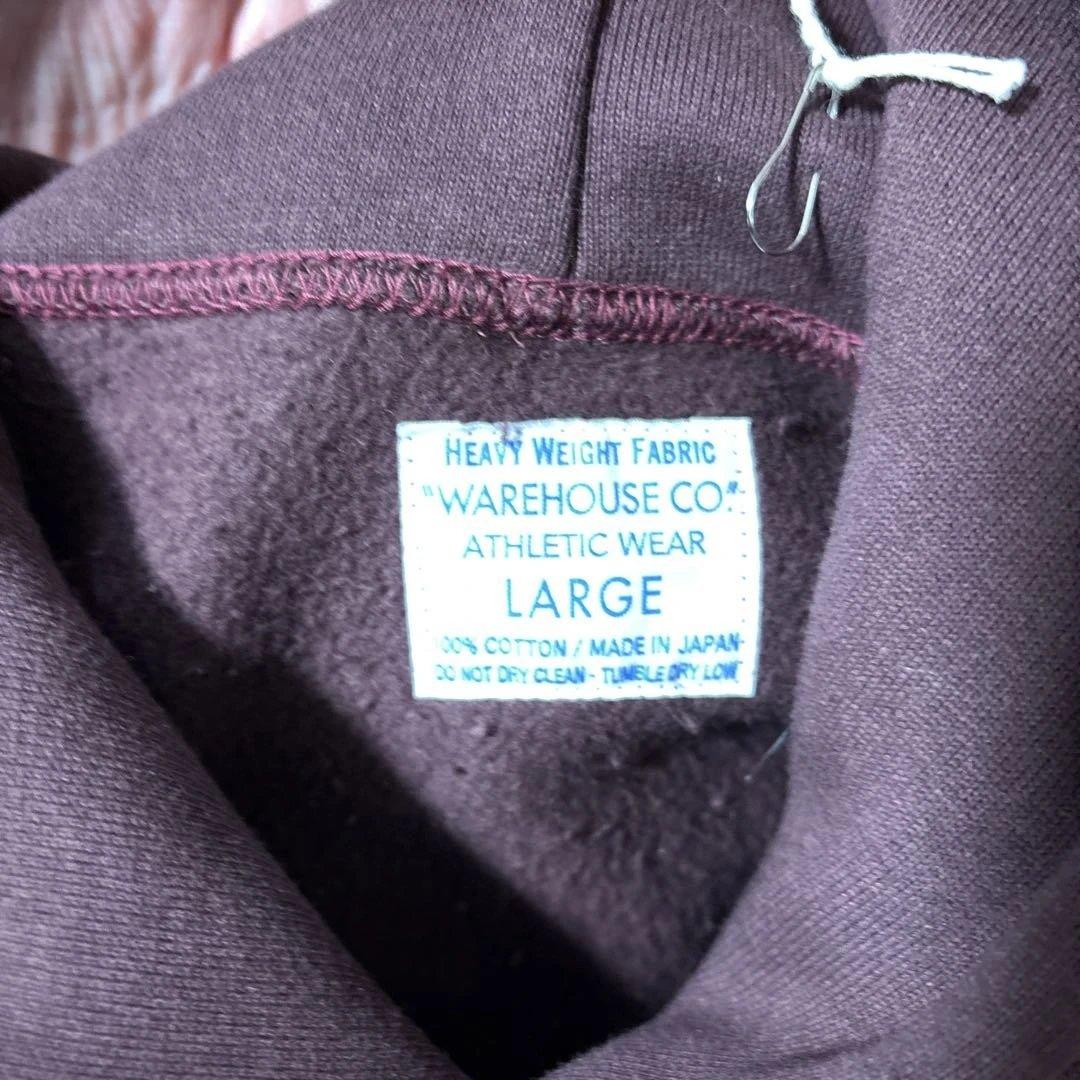 HEAVY WEIGHT FABRIC
"WAREHOUSE CO."
ATHLETIC WEAR
LARGE
100% COTTON / MADE IN JAPAN-
DO NOT DRY CLEAN - TUMBLE DRY LOW